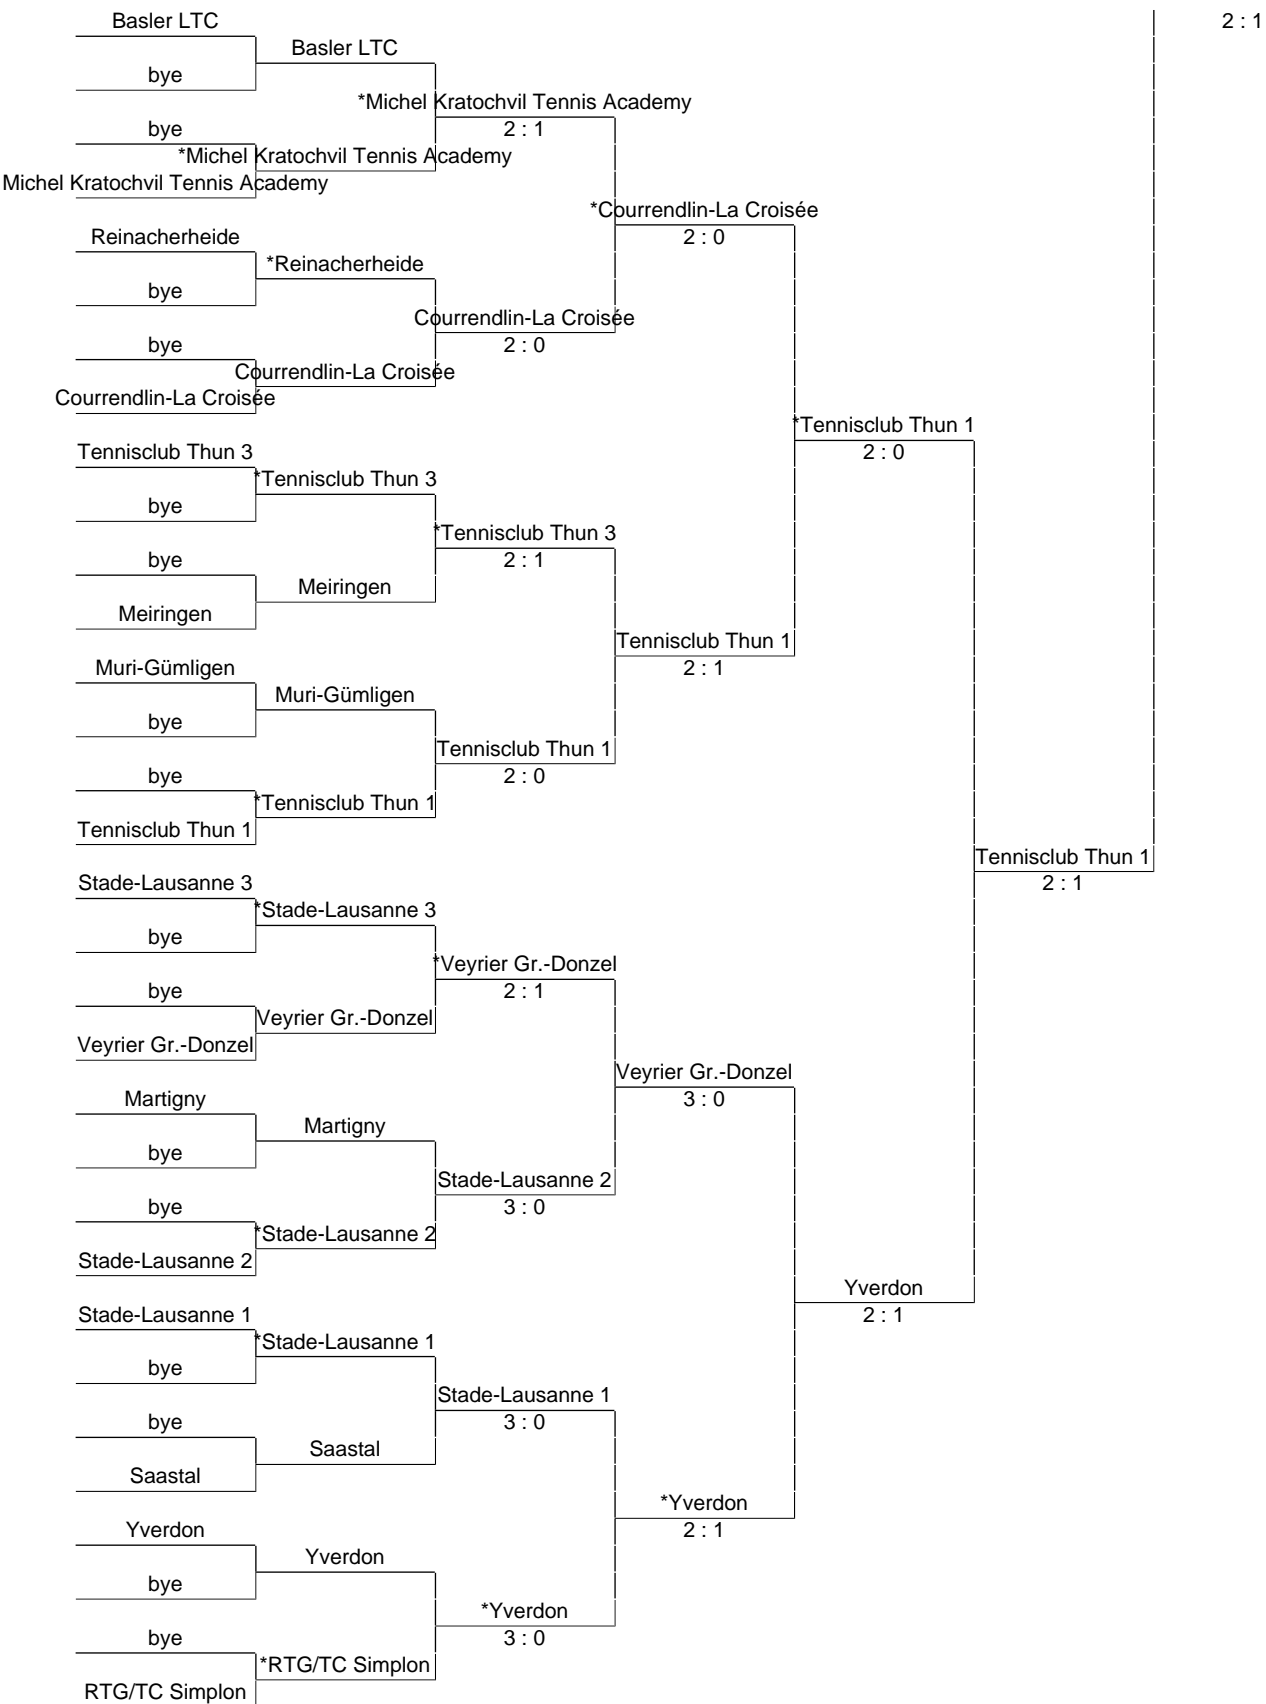 Basler LTC
2 : 1
Basler LTC
bye
*Michel Kratochvil Tennis Academy
bye
2 : 1
*Michel Kratochvil Tennis Academy
Michel Kratochvil Tennis Academy
*Courrendlin-La Croisée
Reinacherheide
2 : 0
*Reinacherheide
bye
Courrendlin-La Croisée
bye
2 : 0
Courrendlin-La Croisée
Courrendlin-La Croisée
*Tennisclub Thun 1
Tennisclub Thun 3
2 : 0
*Tennisclub Thun 3
bye
*Tennisclub Thun 3
bye
2 : 1
Meiringen
Meiringen
Tennisclub Thun 1
Muri-Gümligen
2 : 1
Muri-Gümligen
bye
Tennisclub Thun 1
bye
2 : 0
*Tennisclub Thun 1
Tennisclub Thun 1
Tennisclub Thun 1
Stade-Lausanne 3
2 : 1
*Stade-Lausanne 3
bye
*Veyrier Gr.-Donzel
bye
2 : 1
Veyrier Gr.-Donzel
Veyrier Gr.-Donzel
Veyrier Gr.-Donzel
Martigny
3 : 0
Martigny
bye
Stade-Lausanne 2
bye
3 : 0
*Stade-Lausanne 2
Stade-Lausanne 2
Yverdon
Stade-Lausanne 1
2 : 1
*Stade-Lausanne 1
bye
Stade-Lausanne 1
bye
3 : 0
Saastal
Saastal
*Yverdon
Yverdon
2 : 1
Yverdon
bye
*Yverdon
bye
3 : 0
*RTG/TC Simplon
RTG/TC Simplon